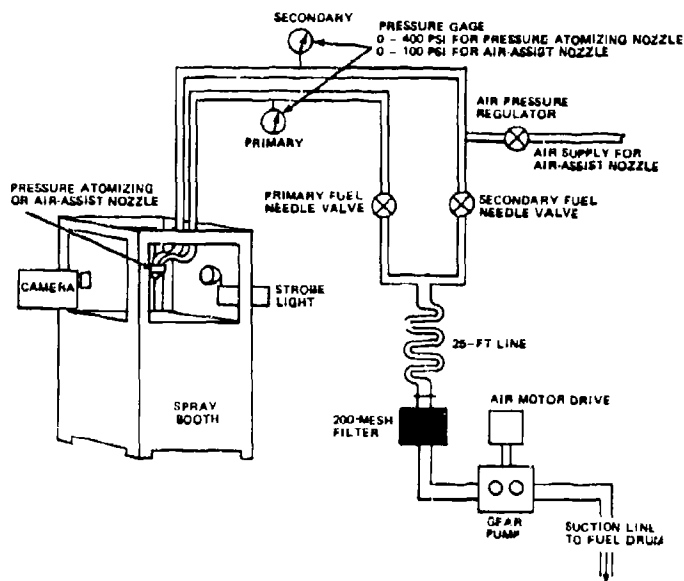 SECONDARY
PRESSURE GAGE
0 - 400 PSI FOR PRESSURE ATOMIZING NOZZLE
0 - 100 PSI FOR AIR-ASSIST NOZZLE
PRIMARY
AIR PRESSURE
REGULATOR
AIR SUPPLY FOR
AIR-ASSIST NOZZLE
PRESSURE ATOMIZING
OR AIR-ASSIST NOZZLE
PRIMARY FUEL
NEEDLE VALVE
SECONDARY FUEL
NEEDLE VALVE
CAMERA
STROBE
LIGHT
25-FT LINE
SPRAY
BOOTH
200-MESH
FILTER
AIR MOTOR DRIVE
GEAR
PUMP
SUCTION LINE
TO FUEL DRUM